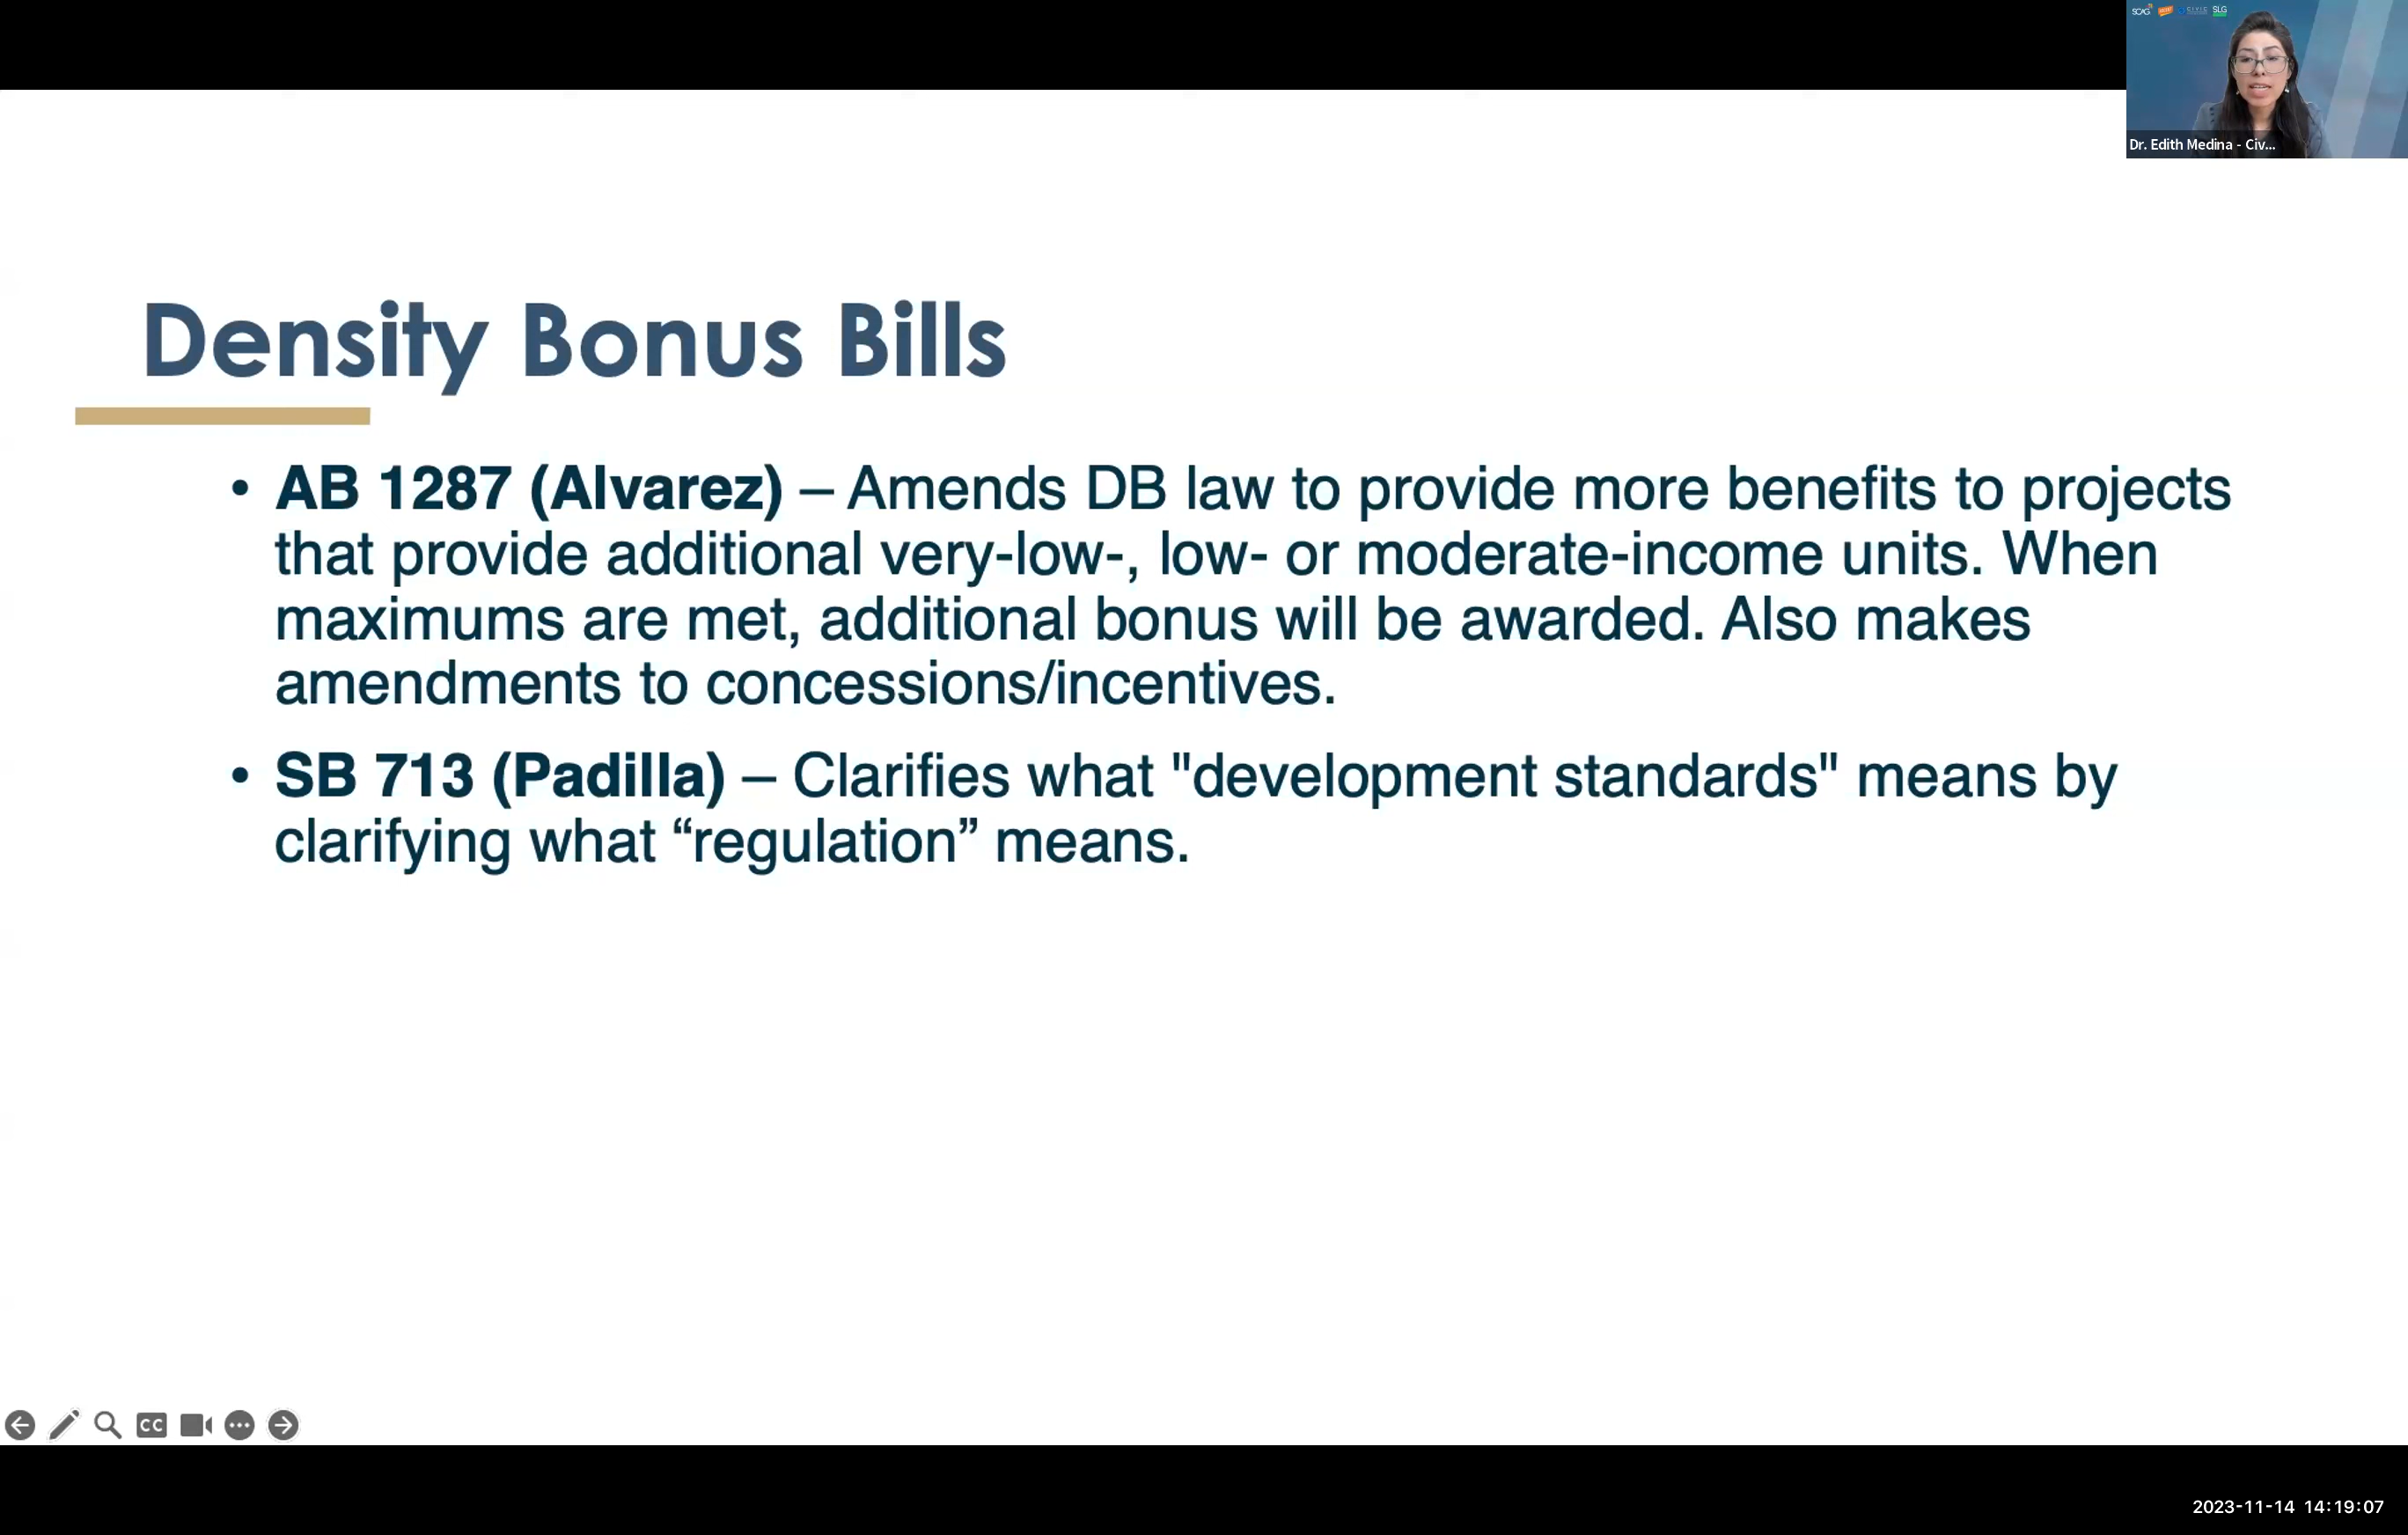 SCAG
SLG
Dr. Edith Medina - Civ...
Density Bonus Bills
• AB 1287 (Alvarez) – Amends DB law to provide more benefits to projects
that provide additional very-low-, low- or moderate-income units. When
maximums are met, additional bonus will be awarded. Also makes
amendments to concessions/incentives.
• SB 713 (Padilla) – Clarifies what "development standards" means by
clarifying what “regulation” means.
CC
2023-11-14 14:19:07